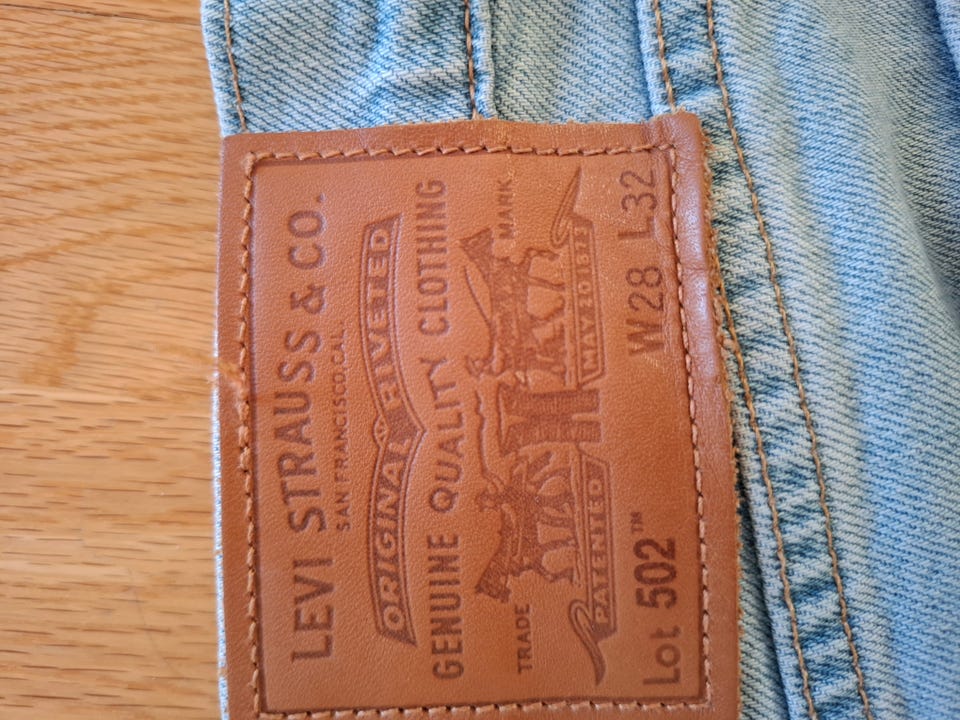 LEVI STRAUSS & CO.
SAN FRANCISCO.CAL.
ORIGINAL RIVETED
GENUINE QUALITY CLOTHING
TRADE MARK
PATENTED MAY 20 1873
Lot 502™ W28 L32